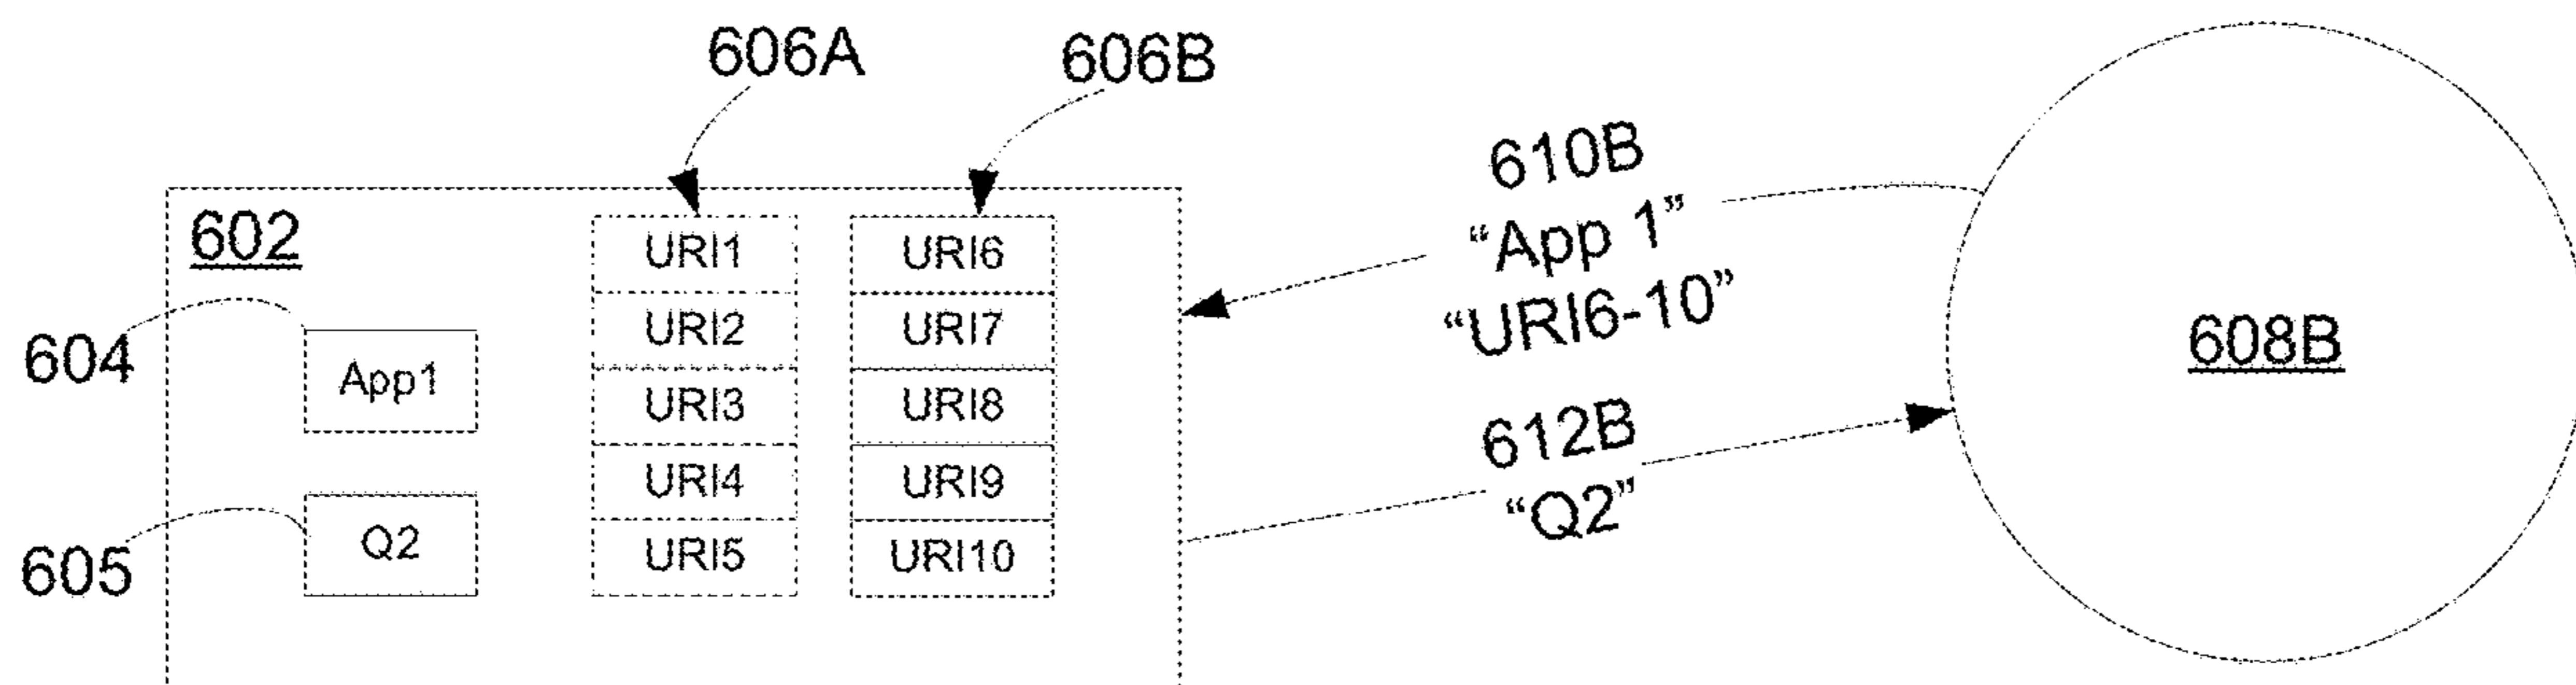 606A
606B
602
604
605
App1
Q2
URI1
URI2
URI3
URI4
URI5
URI6
URI7
URI8
URI9
URI10
610B
“App 1”
“URI6-10”
612B
“Q2”
608B